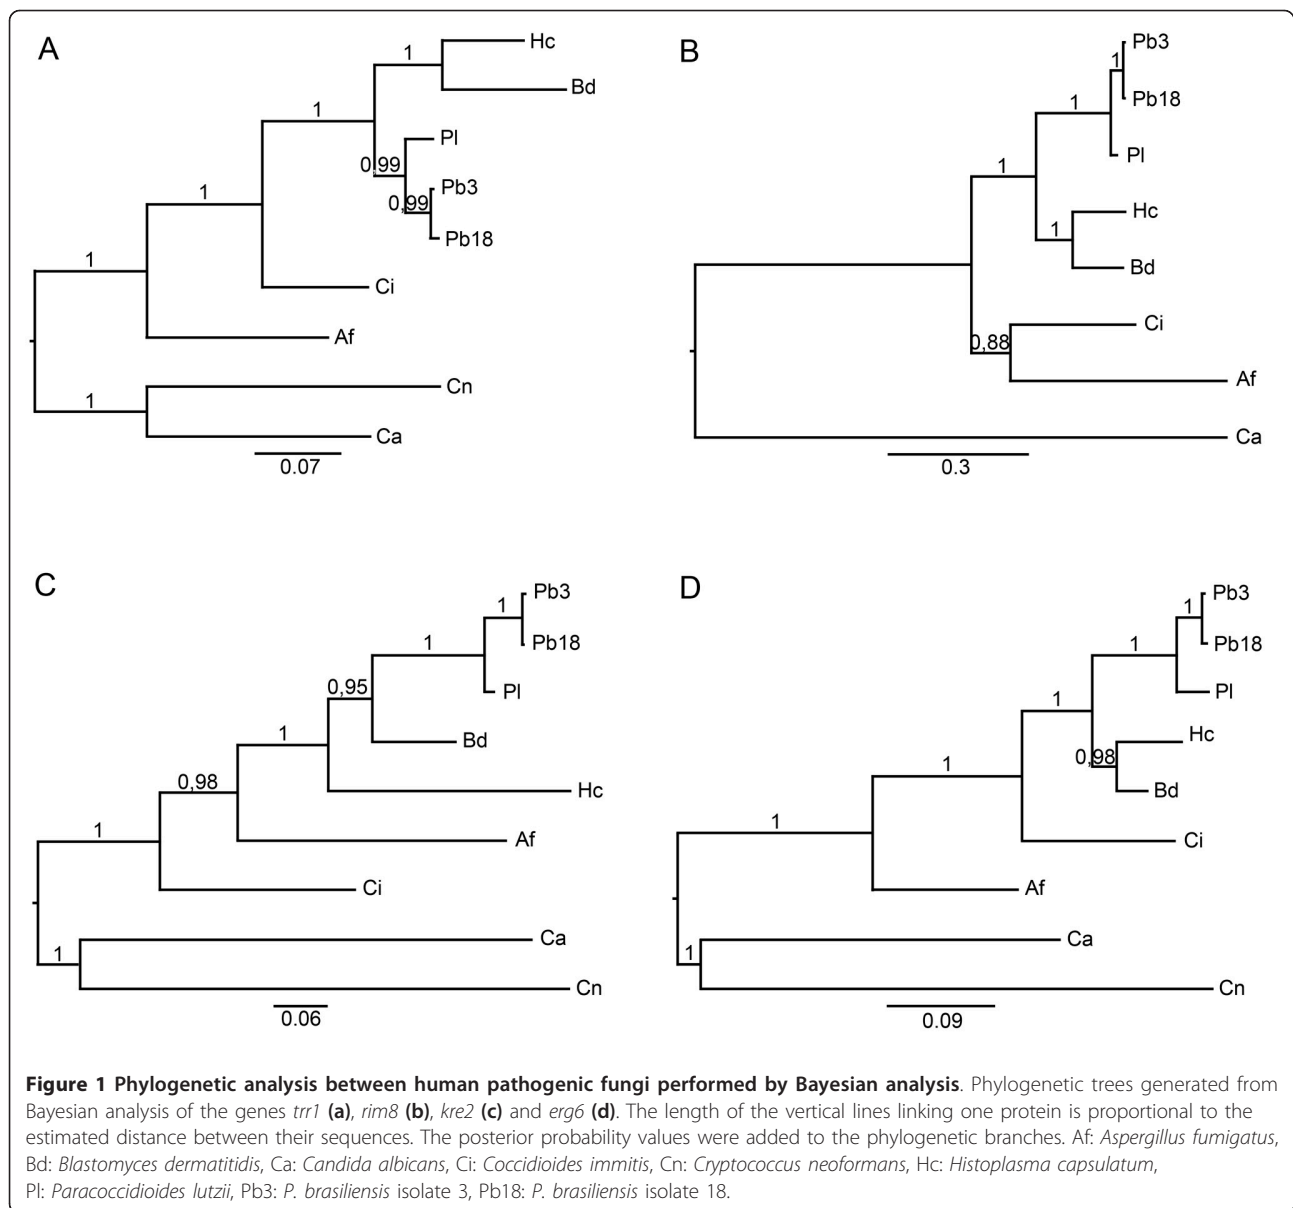 A
Hc
1
Bd
1
Pl
0,99
1
Pb3
0,99
Pb18
1
Ci
Af
Cn
1
Ca
0.07
B
Pb3
1
Pb18
1
Pl
1
Hc
1
Bd
Ci
0,88
Af
Ca
0.3
C
Pb3
1
Pb18
1
Pl
0,95
Bd
1
Hc
0,98
Af
1
Ci
Ca
1
Cn
0.06
D
Pb3
1
Pb18
1
Pl
1
Hc
0,98
Bd
1
Ci
1
Af
Ca
1
Cn
0.09
Figure 1 Phylogenetic analysis between human pathogenic fungi performed by Bayesian analysis. Phylogenetic trees generated from
Bayesian analysis of the genes trr1 (a), rim8 (b), kre2 (c) and erg6 (d). The length of the vertical lines linking one protein is proportional to the
estimated distance between their sequences. The posterior probability values were added to the phylogenetic branches. Af: Aspergillus fumigatus,
Bd: Blastomyces dermatitidis, Ca: Candida albicans, Ci: Coccidioides immitis, Cn: Cryptococcus neoformans, Hc: Histoplasma capsulatum,
Pl: Paracoccidioides lutzii, Pb3: P. brasiliensis isolate 3, Pb18: P. brasiliensis isolate 18.